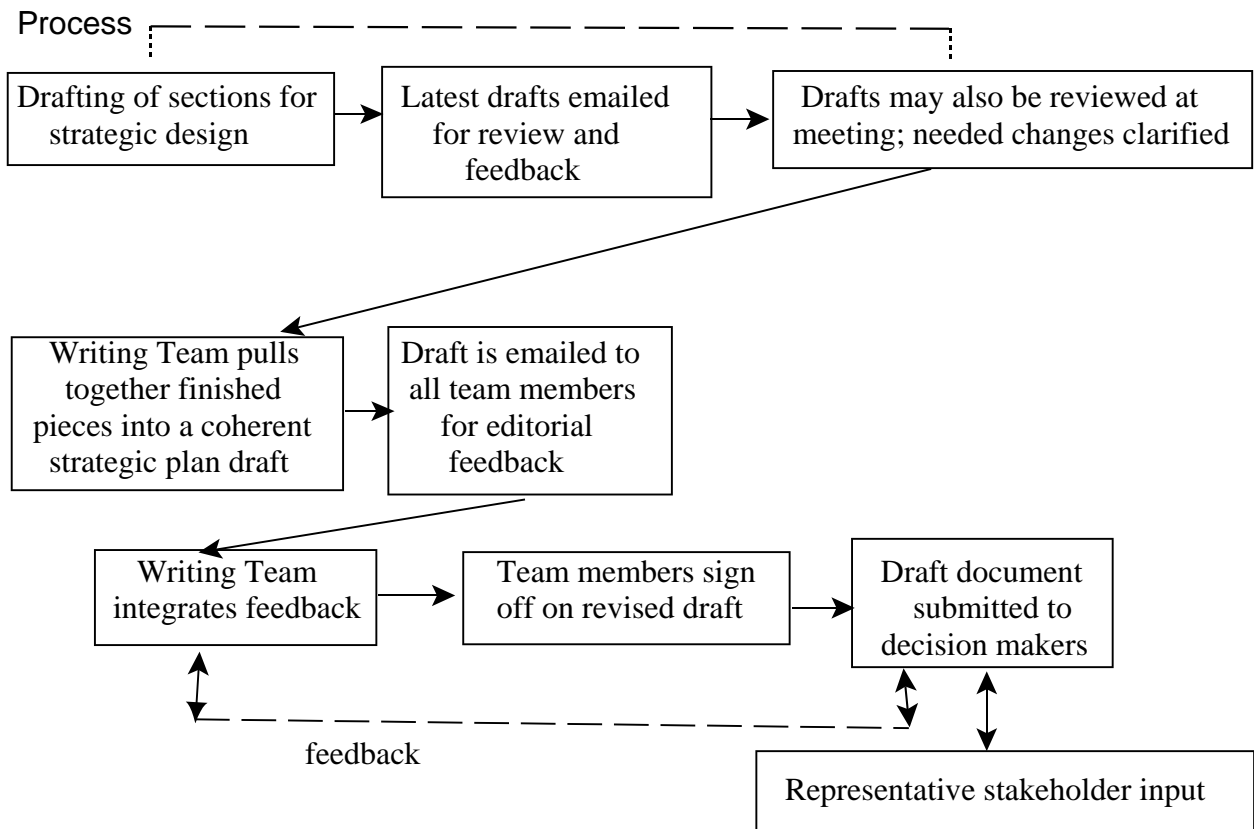 Process
Drafting of sections for
strategic design
Latest drafts emailed
for review and
feedback
Drafts may also be reviewed at
meeting; needed changes clarified
Writing Team pulls
together finished
pieces into a coherent
strategic plan draft
Draft is emailed to
all team members
for editorial
feedback
Writing Team
integrates feedback
Team members sign
off on revised draft
Draft document
submitted to
decision makers
feedback
Representative stakeholder input